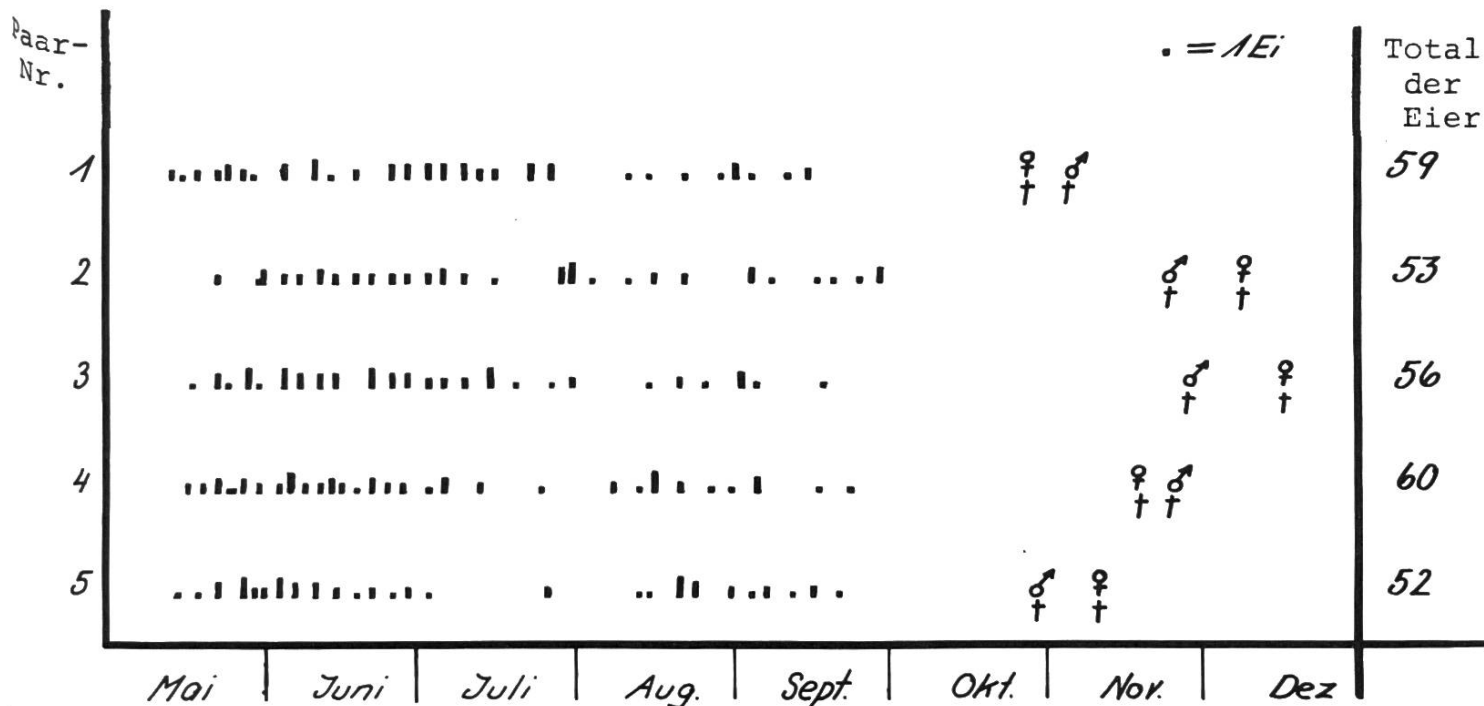 Paar-
Nr.
. = 1 Ei
Total
der
Eier
1 ♀ ♂ 59
† †
2 ♂ ♀ 53
† †
3 ♂ ♀ 56
† †
4 ♀ ♂ 60
† †
5 ♂ ♀ 52
† †
Mai Juni Juli Aug. Sept. Okt. Nov. Dez